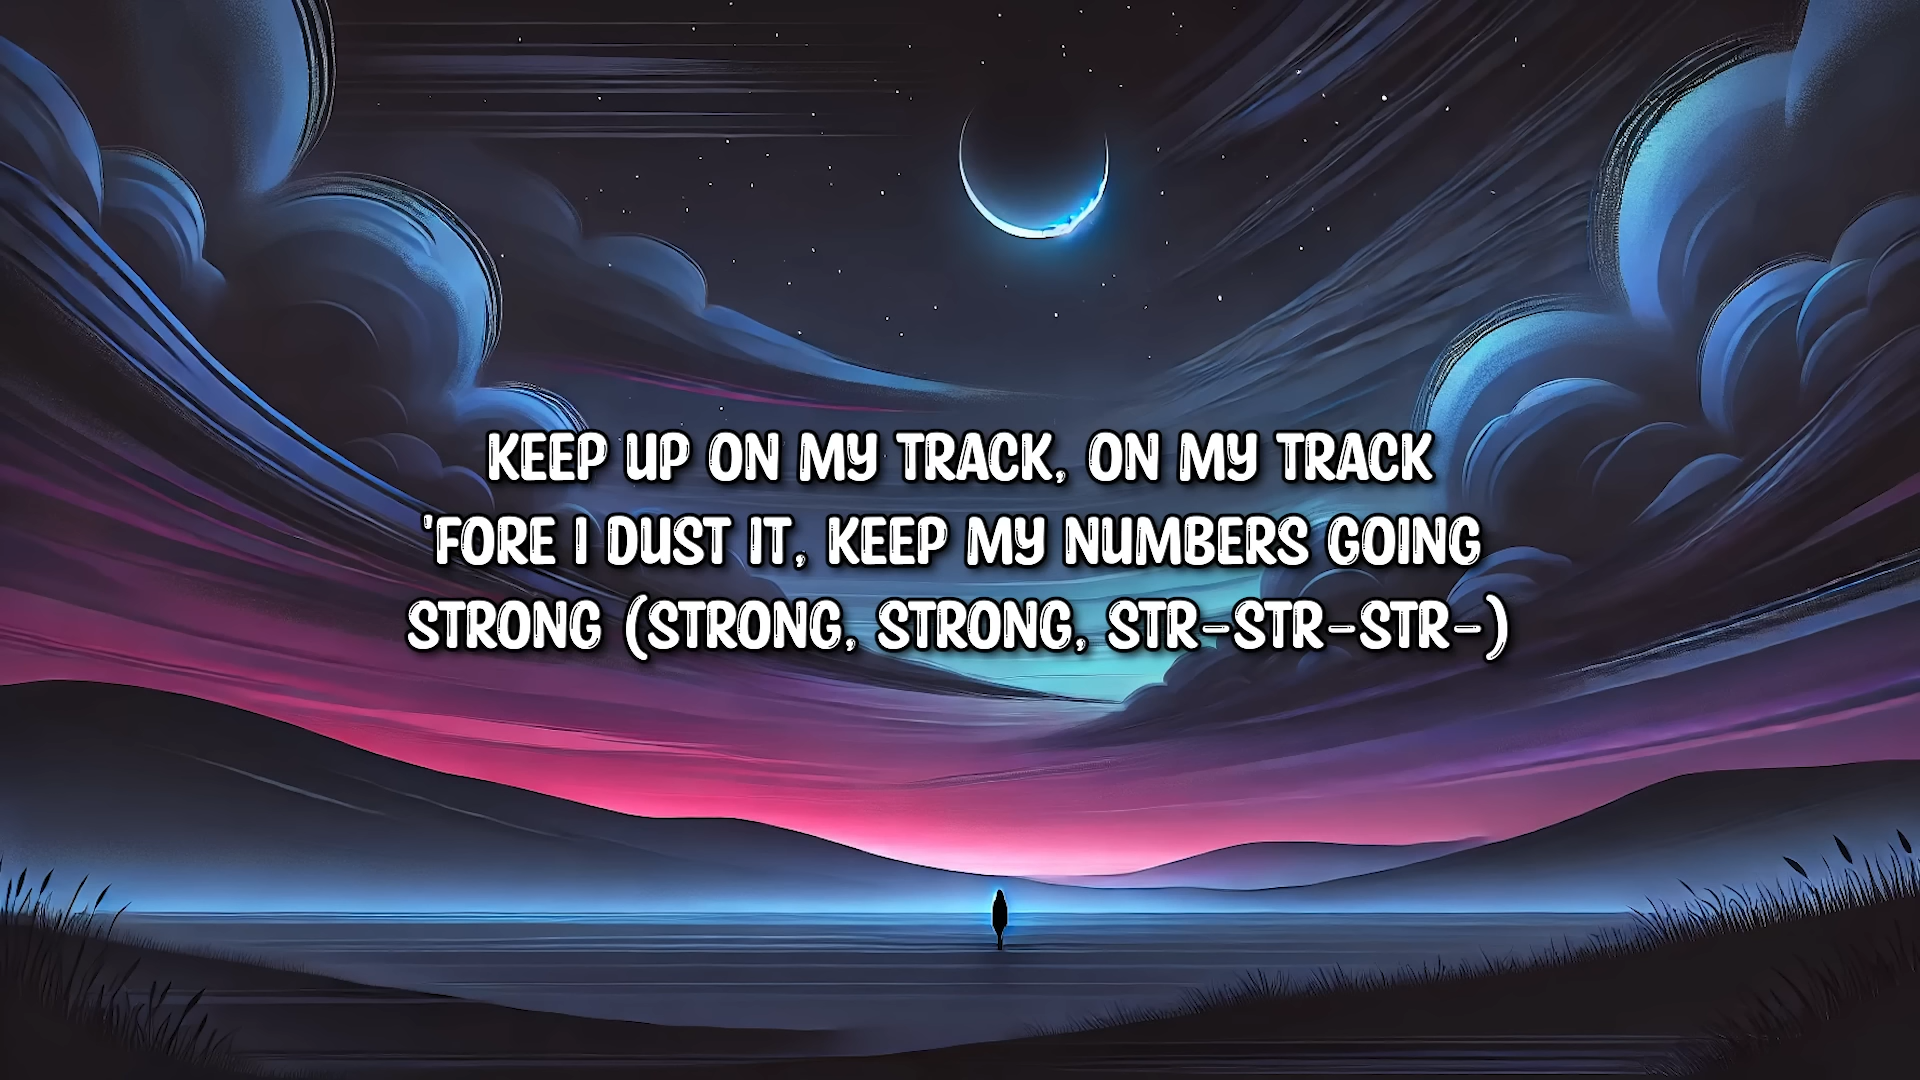 KEEP UP ON MY TRACK, ON MY TRACK
'FORE I DUST IT, KEEP MY NUMBERS GOING
STRONG (STRONG, STRONG, STR-STR-STR-)